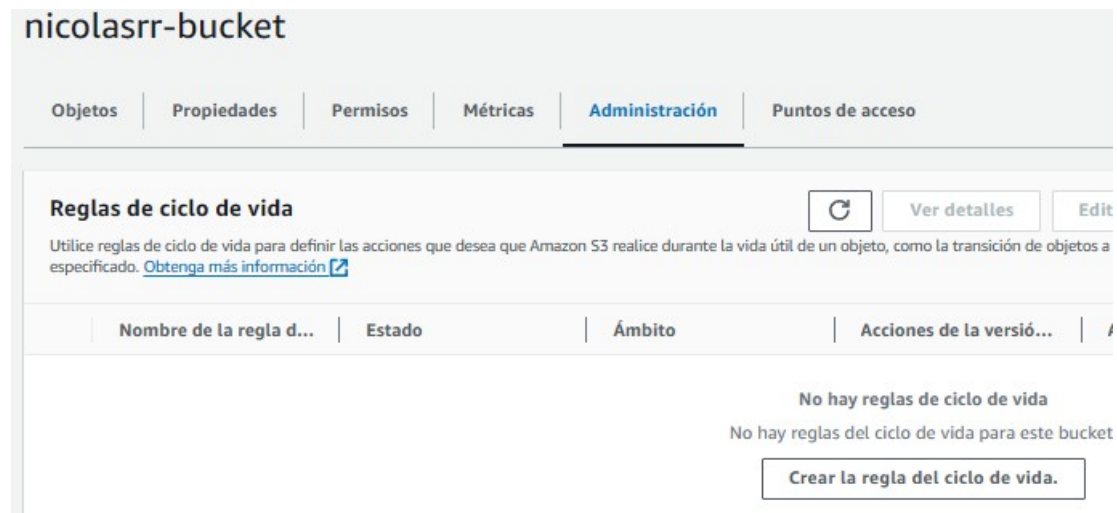 nicolasrr-bucket
Objetos Propiedades Permisos Métricas Administración Puntos de acceso
Reglas de ciclo de vida Ver detalles Edit
Utilice reglas de ciclo de vida para definir las acciones que desea que Amazon S3 realice durante la vida útil de un objeto, como la transición de objetos a
especificado. Obtenga más información
Nombre de la regla d... Estado Ámbito Acciones de la versió... A
No hay reglas de ciclo de vida
No hay reglas del ciclo de vida para este bucket
Crear la regla del ciclo de vida.